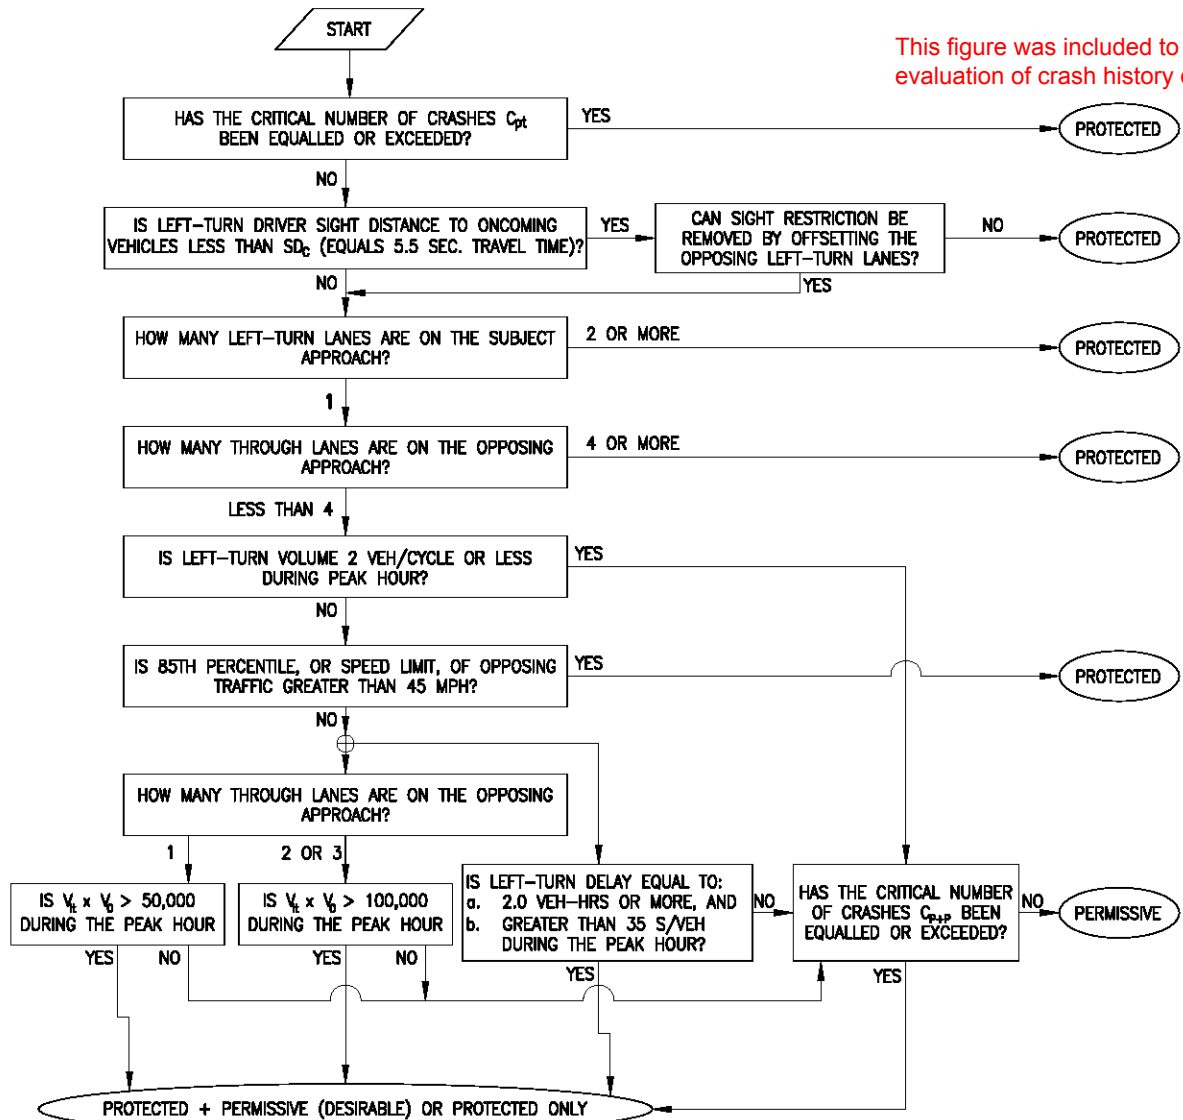 START
This figure was included to
evaluation of crash history
HAS THE CRITICAL NUMBER OF CRASHES Cpt
BEEN EQUALLED OR EXCEEDED?
YES
PROTECTED
NO
IS LEFT-TURN DRIVER SIGHT DISTANCE TO ONCOMING
VEHICLES LESS THAN SDC (EQUALS 5.5 SEC. TRAVEL TIME)?
YES
CAN SIGHT RESTRICTION BE
REMOVED BY OFFSETTING THE
OPPOSING LEFT-TURN LANES?
NO
PROTECTED
NO
YES
HOW MANY LEFT-TURN LANES ARE ON THE SUBJECT
APPROACH?
2 OR MORE
PROTECTED
1
HOW MANY THROUGH LANES ARE ON THE OPPOSING
APPROACH?
4 OR MORE
PROTECTED
LESS THAN 4
IS LEFT-TURN VOLUME 2 VEH/CYCLE OR LESS
DURING PEAK HOUR?
YES
NO
IS 85TH PERCENTILE, OR SPEED LIMIT, OF OPPOSING
TRAFFIC GREATER THAN 45 MPH?
YES
PROTECTED
NO
HOW MANY THROUGH LANES ARE ON THE OPPOSING
APPROACH?
1
2 OR 3
IS Vlt x Vo > 50,000
DURING THE PEAK HOUR
IS Vlt x Vo > 100,000
DURING THE PEAK HOUR
IS LEFT-TURN DELAY EQUAL TO:
a. 2.0 VEH-HRS OR MORE, AND
b. GREATER THAN 35 S/VEH
DURING THE PEAK HOUR?
NO
HAS THE CRITICAL NUMBER
OF CRASHES Cp+p BEEN
EQUALLED OR EXCEEDED?
NO
PERMISSIVE
YES
NO
YES
NO
YES
YES
PROTECTED + PERMISSIVE (DESIRABLE) OR PROTECTED ONLY